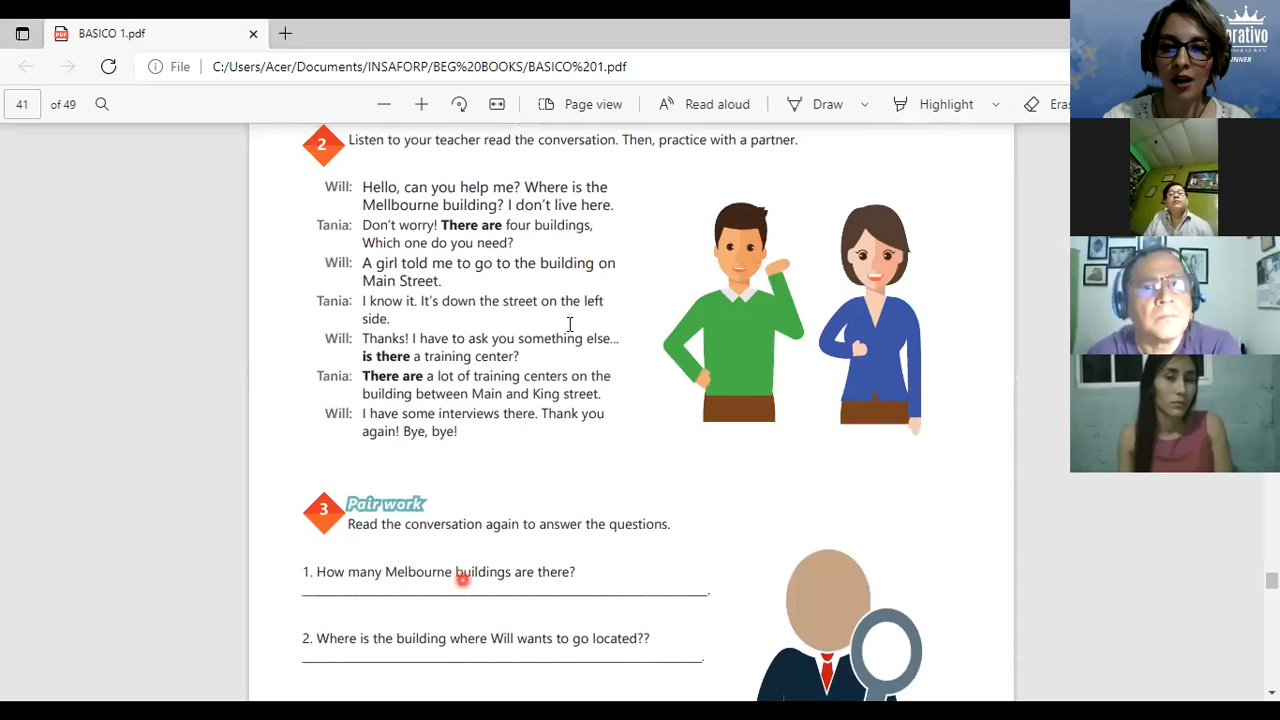 BASICO 1.pdf
File
C:/Users/Acer/Documents/INSAFORP/BEG%20BOOKS/BASICO%201.pdf
41
of 49
Page view
Read aloud
Draw
Highlight
Eras
orativo
2
Listen to your teacher read the conversation. Then, practice with a partner.
Will: Hello, can you help me? Where is the
Mellbourne building? I don't live here.
Tania: Don't worry! There are four buildings,
Which one do you need?
Will: A girl told me to go to the building on
Main Street.
Tania: I know it. It's down the street on the left
side.
Will: Thanks! I have to ask you something else...
is there a training center?
Tania: There are a lot of training centers on the
building between Main and King street.
Will: I have some interviews there. Thank you
again! Bye, bye!
3
Pair work
Read the conversation again to answer the questions.
1. How many Melbourne buildings are there?
2. Where is the building where Will wants to go located??